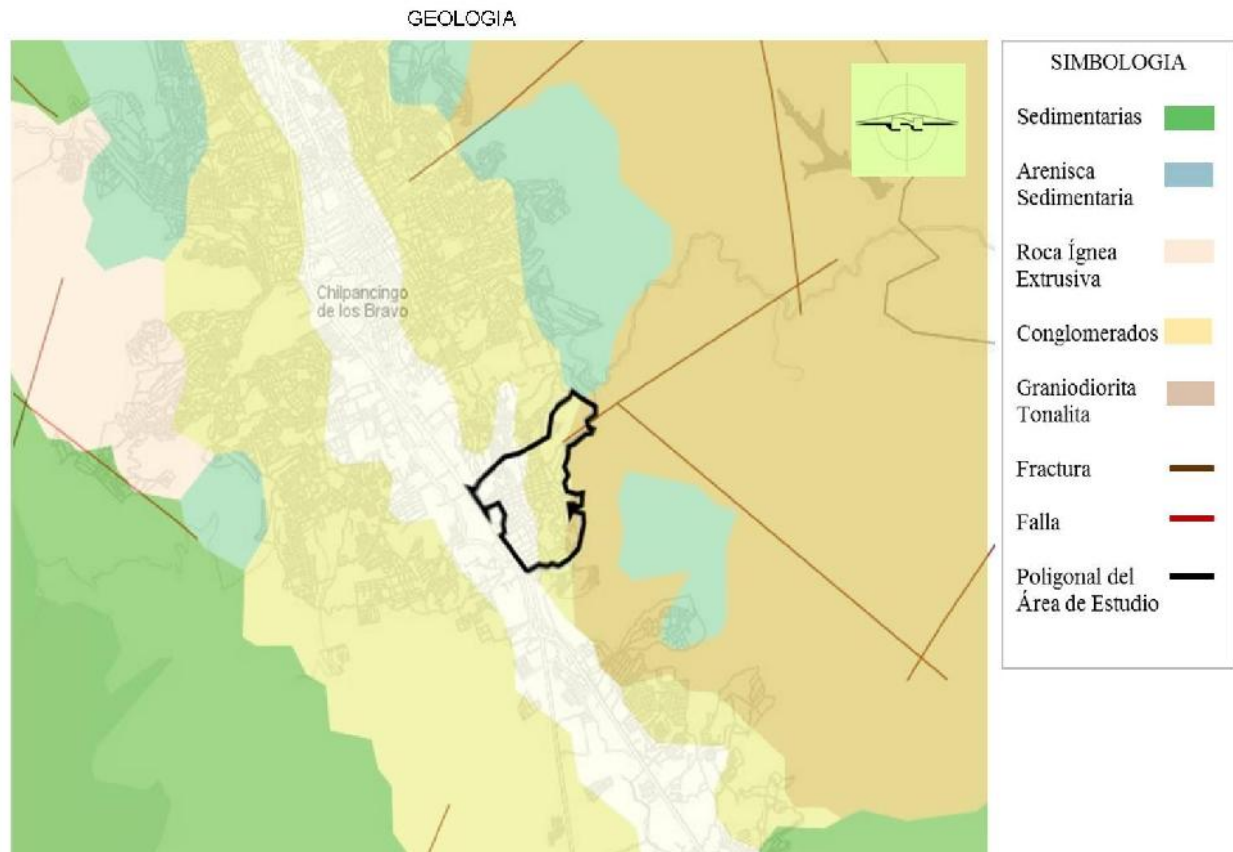 GEOLOGIA
Chilpancingo
de los Bravo
SIMBOLOGIA
Sedimentarias
Arenisca
Sedimentaria
Roca Ígnea
Extrusiva
Conglomerados
Graniodiorita
Tonalita
Fractura
Falla
Poligonal del
Área de Estudio